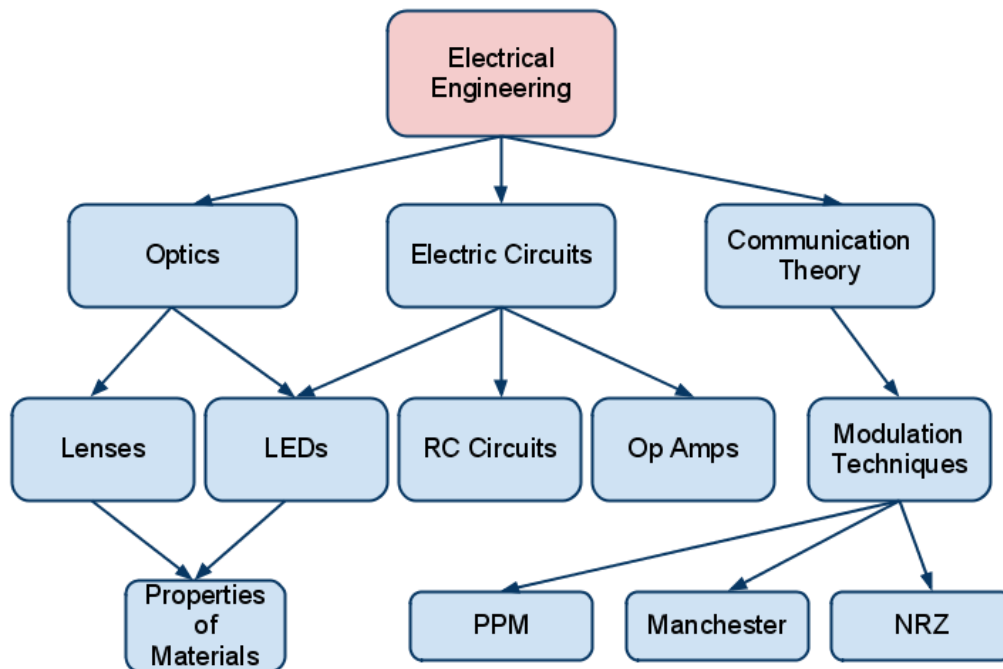 Electrical
Engineering
Optics
Electric Circuits
Communication
Theory
Lenses
LEDs
RC Circuits
Op Amps
Modulation
Techniques
Properties
of
Materials
PPM
Manchester
NRZ